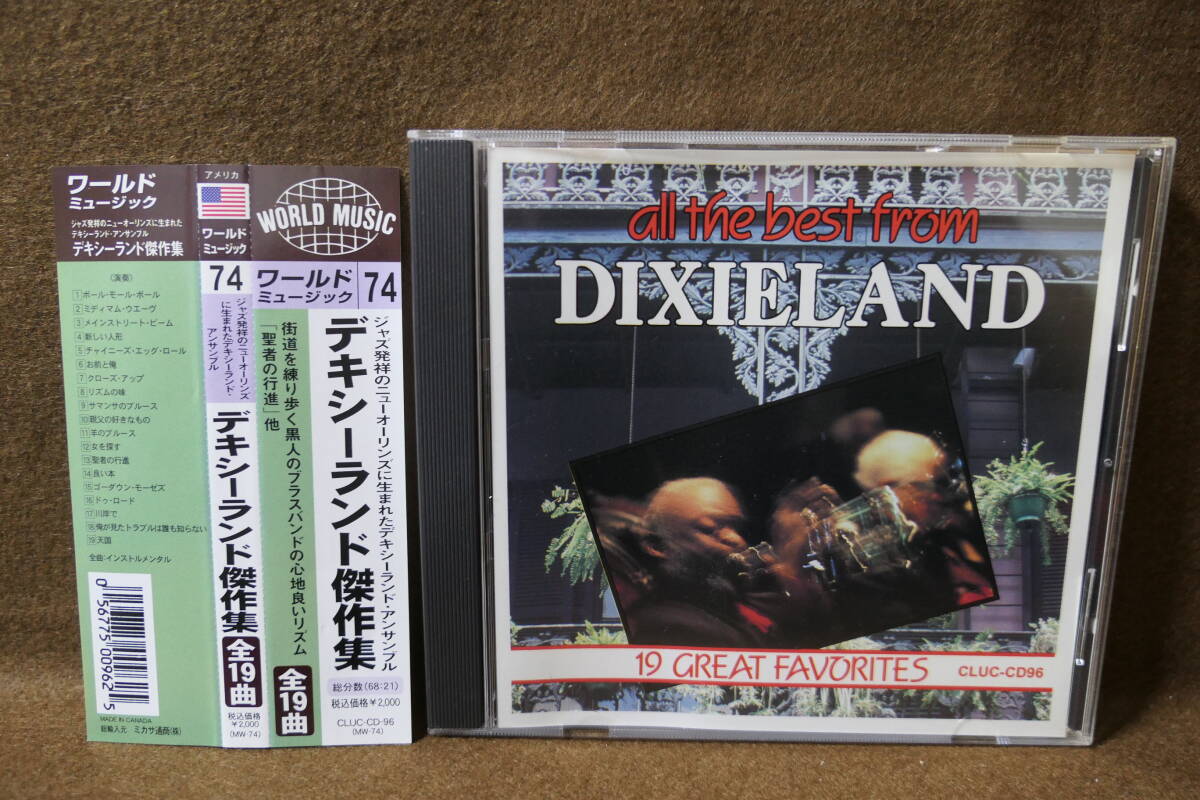 ワールド
ミュージック
ジャズ発祥のニューオーリンズに生まれた
デキシーランド・アンサンブル
デキシーランド傑作集
〈演奏〉
1 ポール・モール・ポール
2 ミディマム・ウエーヴ
3 メインストリート・ビーム
4 新しい人形
5 チャイニーズ・エッグ・ロール
6 お前と俺
7 クローズ・アップ
8 リズムの味
9 サマンサのブルース
10 親父の好きなもの
11 羊のブルース
12 女を探す
13 聖者の行進
14 良い本
15 ゴーダウン・モーゼズ
16 ドゥ・ロード
17 川岸で
18 俺が見たトラブルは誰も知らない
19 天国
全曲:インストルメンタル
0 56775 00962 5
MADE IN CANADA
総輸入元 ミカサ通商(株)
アメリカ
ワールド
ミュージック
74
ジャズ発祥のニューオーリンズ
に生まれたデキシーランド・
アンサンブル
デキシーランド傑作集
全19曲
税込価格
￥2,000
(MW-74)
WORLD MUSIC
ワールド
ミュージック
74
ジャズ発祥のニューオーリンズに生まれたデキシーランド・アンサンブル
デキシーランド傑作集
街道を練り歩く黒人のブラスバンドの心地良いリズム
「聖者の行進」他
全19曲
総分数(68:21)
税込価格￥2,000
CLUC-CD-96
(MW-74)
all the best from
DIXIELAND
19 GREAT FAVORITES
CLUC-CD96